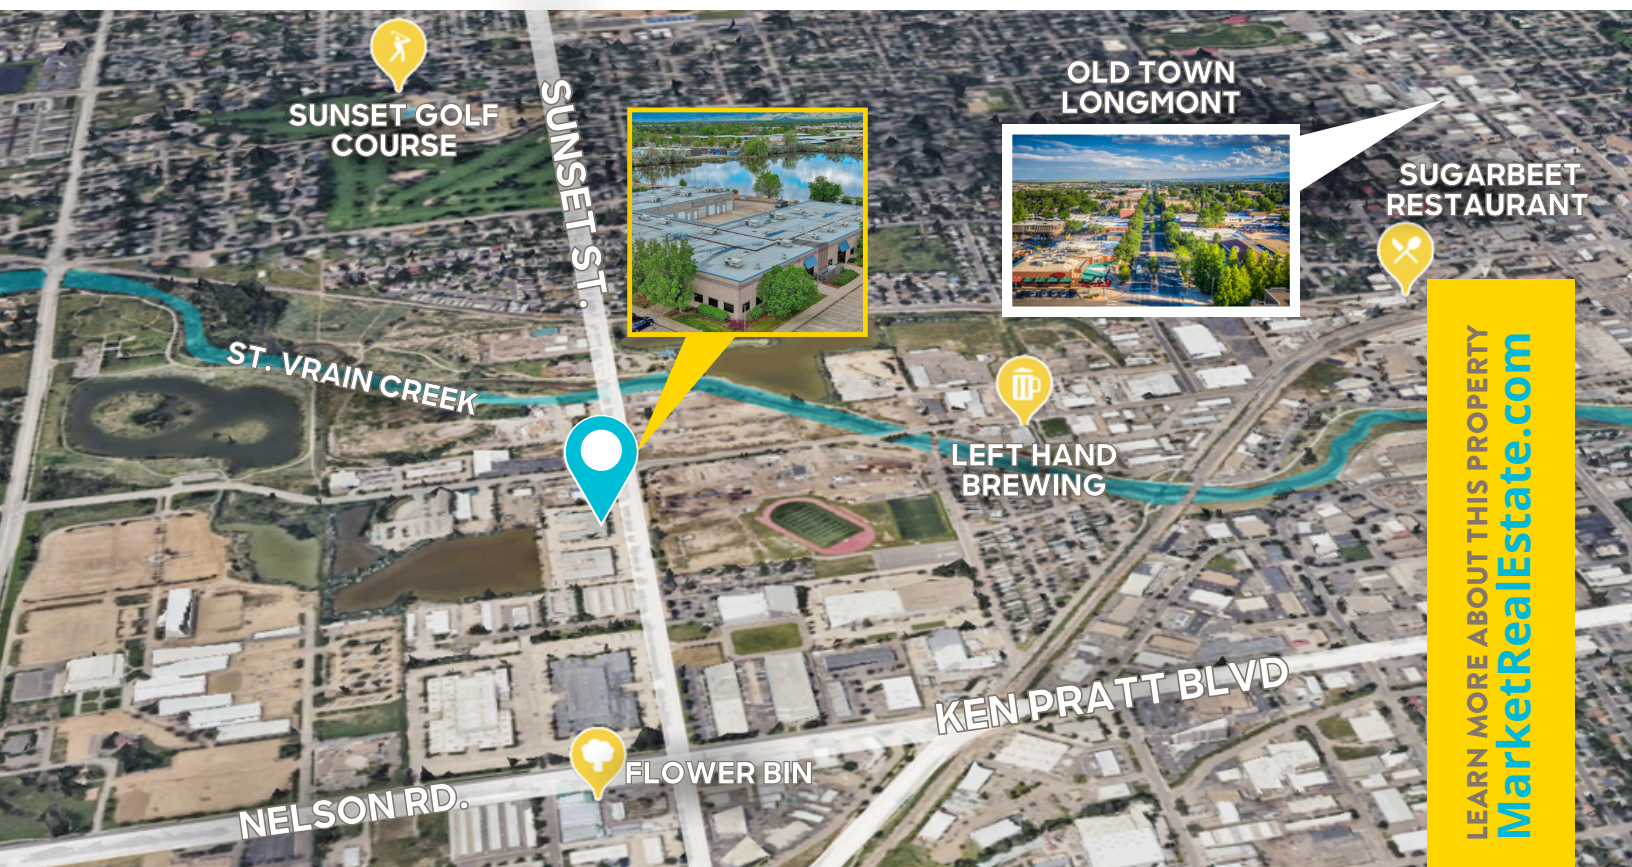 SUNSET GOLF
COURSE
SUNSET ST.
OLD TOWN
LONGMONT
SUGARBEET
RESTAURANT
ST. VRAIN CREEK
LEFT HAND
BREWING
KEN PRATT BLVD
FLOWER BIN
NELSON RD.
LEARN MORE ABOUT THIS PROPERTY
MarketRealEstate.com